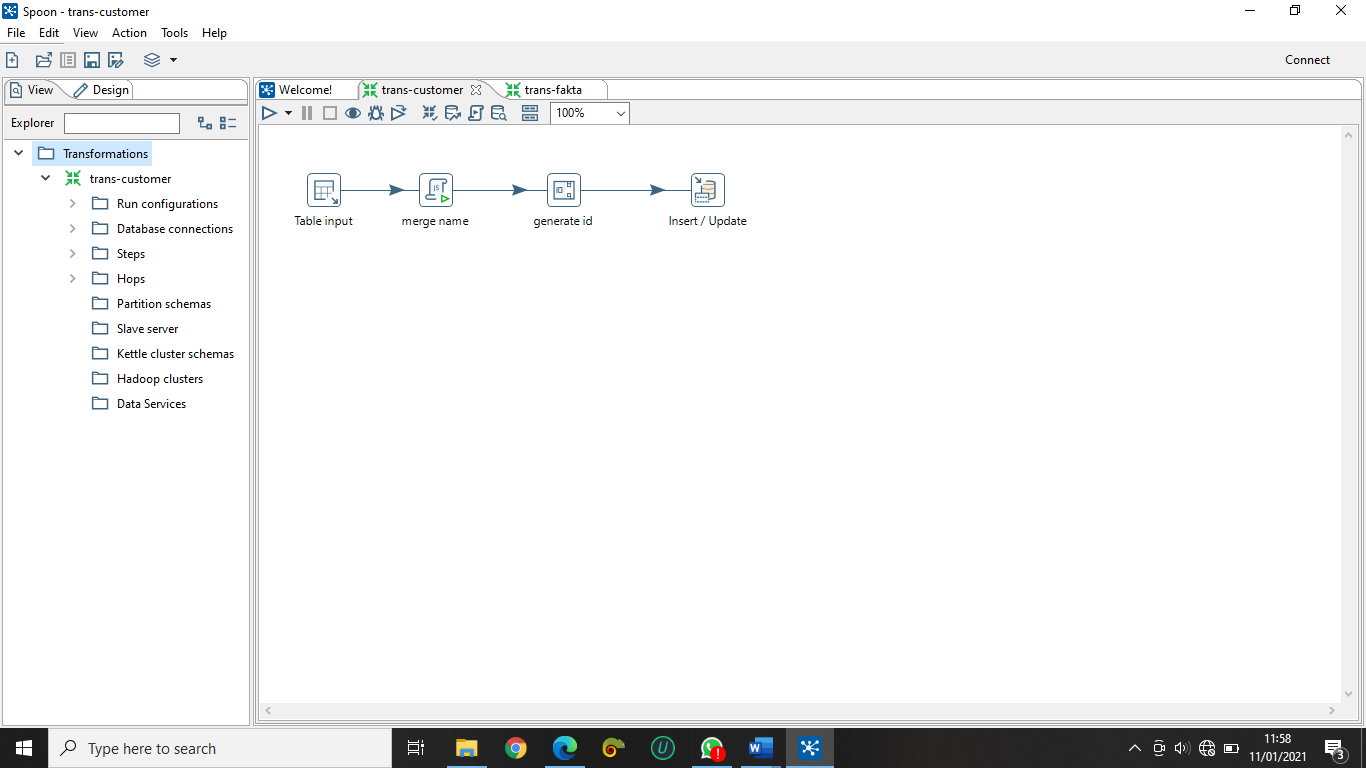 Spoon - trans-customer
File Edit View Action Tools Help
Connect
View Design
Welcome! trans-customer trans-fakta
Explorer
100%
Transformations
trans-customer
Run configurations
Database connections
Steps
Hops
Partition schemas
Slave server
Kettle cluster schemas
Hadoop clusters
Data Services
Table input merge name generate id Insert / Update
Type here to search
11:58
11/01/2021
3